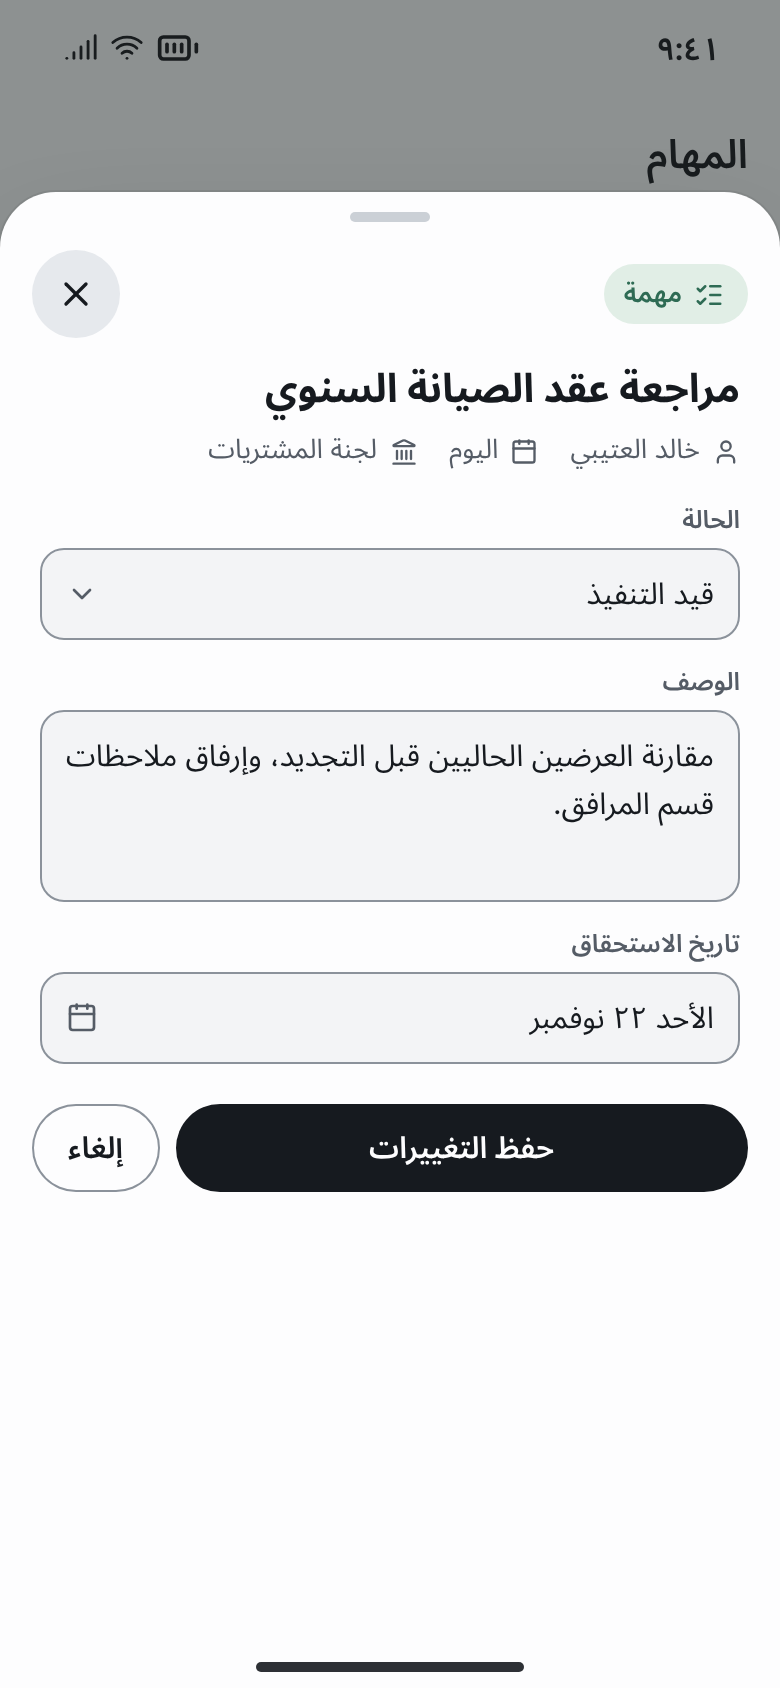 ٩:٤١
المهام
مهمة
مراجعة عقد الصيانة السنوي
خالد العتيبي اليوم لجنة المشتريات
الحالة
قيد التنفيذ
الوصف
مقارنة العرضين الحاليين قبل التجديد، وإرفاق ملاحظات
قسم المرافق.
تاريخ الاستحقاق
الأحد ٢٢ نوفمبر
حفظ التغييرات
إلغاء